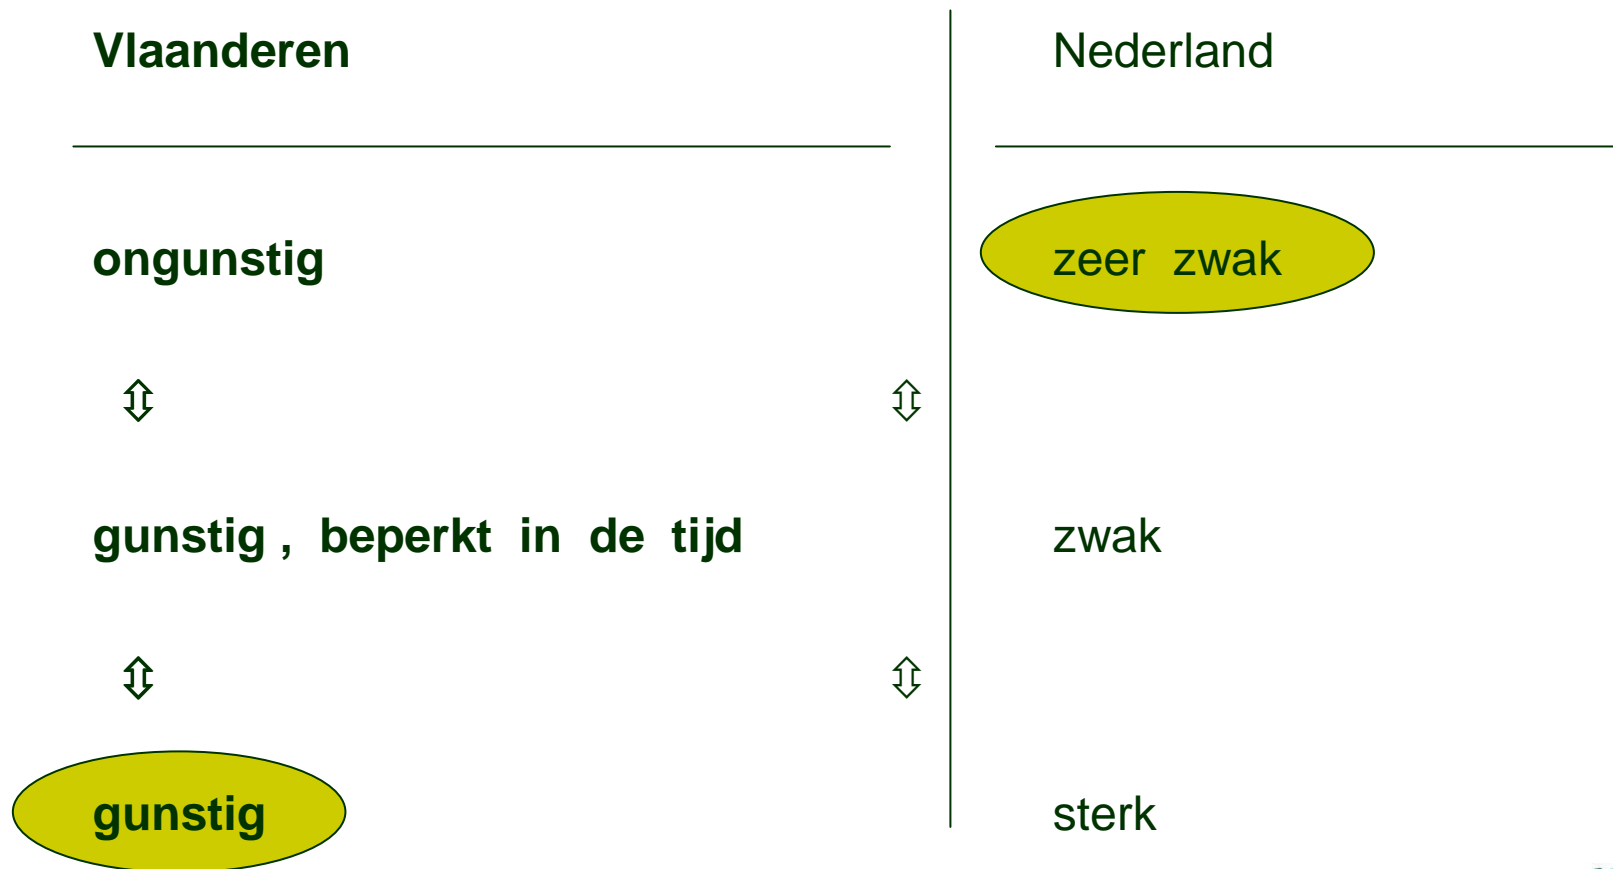 Vlaanderen Nederland
ongunstig zeer zwak
⇳ ⇳
gunstig , beperkt in de tijd zwak
⇳ ⇳
gunstig sterk